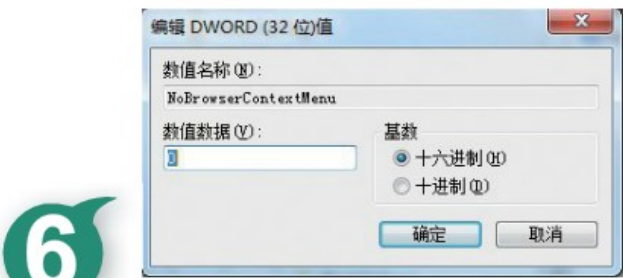 编辑 DWORD (32 位)值
数值名称(N):
NoBrowserContextMenu
数值数据(V):
0
基数
十六进制(H)
十进制(D)
确定
取消
6